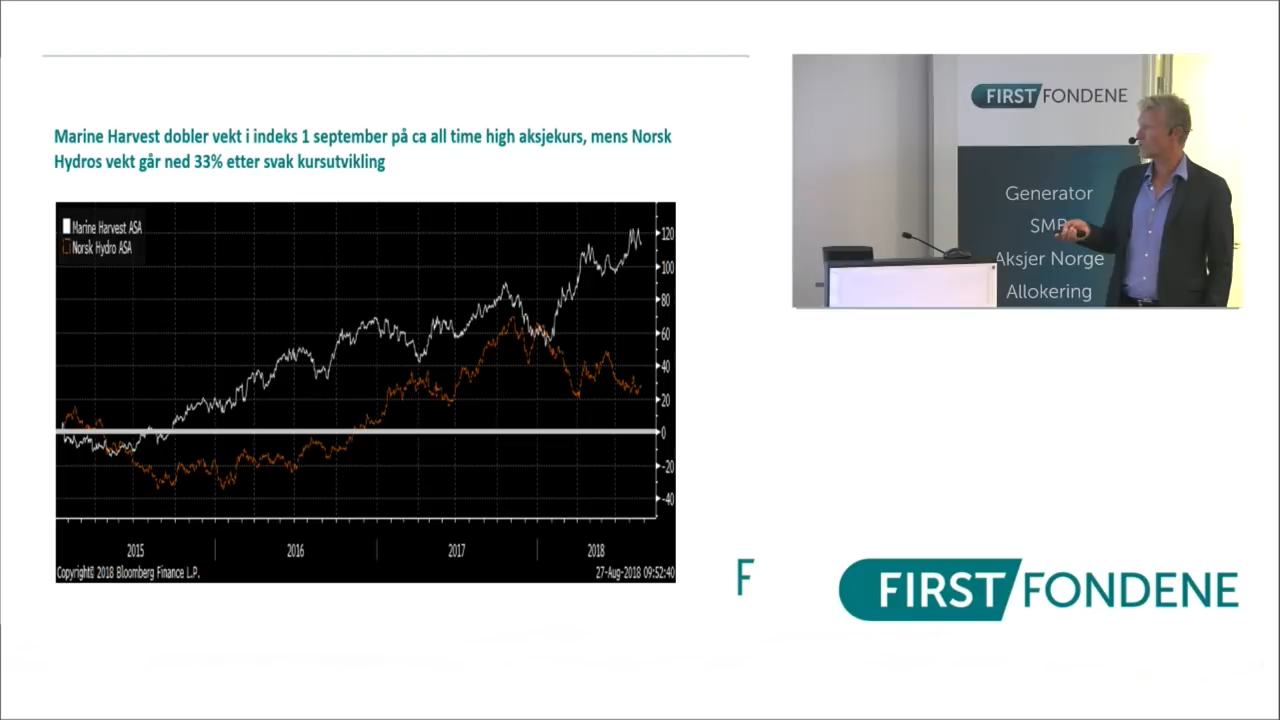 Marine Harvest dobler vekt i indeks 1 september på ca all time high aksjekurs, mens Norsk
Hydros vekt går ned 33% etter svak kursutvikling
Marine Harvest ASA
Norsk Hydro ASA
120
100
80
60
40
20
0
-20
-40
2015
2016
2017
2018
Copyright© 2018 Bloomberg Finance L.P.
27-Aug-2018 09:52:40
FIRST FONDENE
Generator
SMB
Aksjer Norge
Allokering
F
FIRST FONDENE